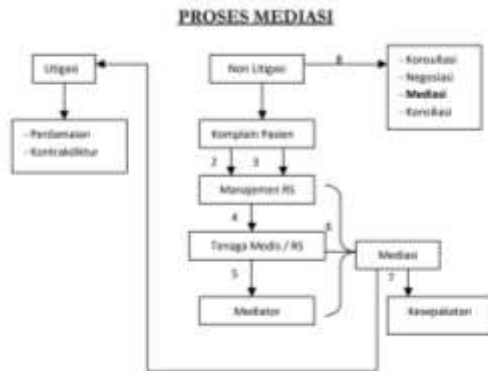 PROSES MEDIASI
Litigasi
Non Litigasi
8
- Konsultasi
- Negosiasi
- Mediasi
- Konsiliasi
- Perdamaian
- Kontradiktur
Komplain Pasien
2
3
Manajemen RS
4
6
Tenaga Medis / RS
Mediasi
5
7
Mediator
Kesepakatan